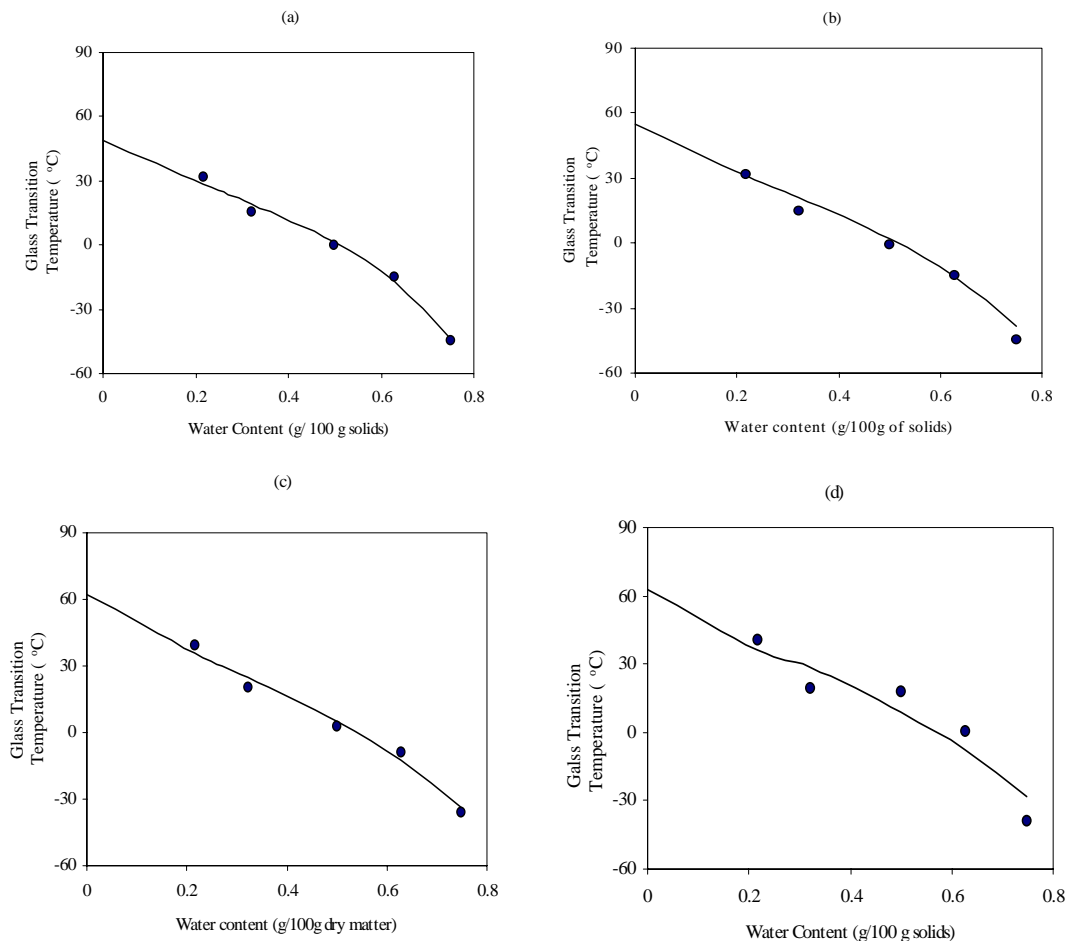 (a)
90
60
30
0
-30
-60
0 0.2 0.4 0.6 0.8
Glass Transition
Temperature ( °C)
Water Content (g/ 100 g solids)
(b)
90
60
30
0
-30
-60
0 0.2 0.4 0.6 0.8
Glass Transition
Temperature ( °C)
Water content (g/100g of solids)
(c)
90
60
30
0
-30
-60
0 0.2 0.4 0.6 0.8
Glass Transition
Temperature ( °C)
Water content (g/100g dry matter)
(d)
90
60
30
0
-30
-60
0 0.2 0.4 0.6 0.8
Galss Transition
Temperature ( °C)
Water Content (g/100 g solids)